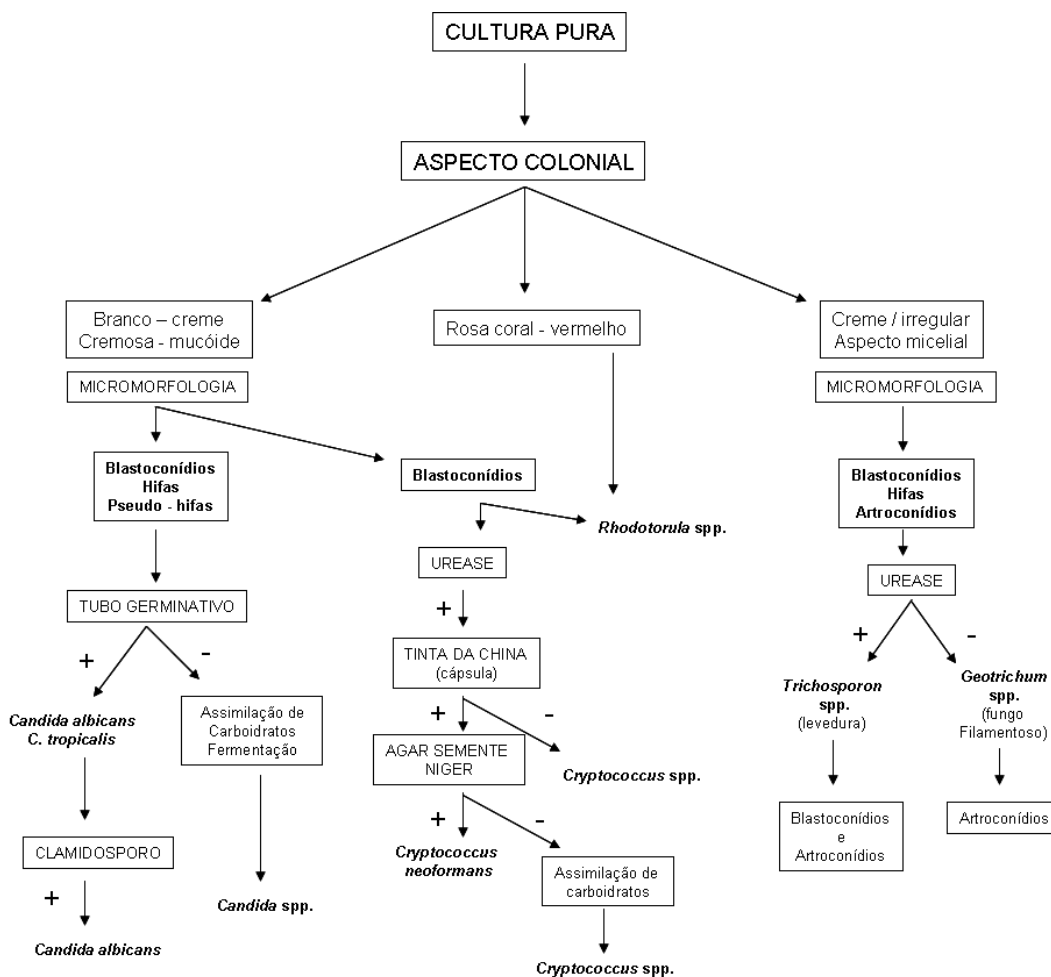 CULTURA PURA
ASPECTO COLONIAL
Branco – creme
Cremosa - mucóide
Rosa coral - vermelho
Creme / irregular
Aspecto micelial
MICROMORFOLOGIA
MICROMORFOLOGIA
Blastoconídios
Hifas
Pseudo - hifas
Blastoconídios
Blastoconídios
Hifas
Artroconídios
Rhodotorula spp.
UREASE
UREASE
TUBO GERMINATIVO
+
+
-
+
-
+
-
TINTA DA CHINA
(cápsula)
Candida albicans
C. tropicalis
Assimilação de
Carboidratos
Fermentação
Trichosporon
spp.
(levedura)
Geotrichum
spp.
(fungo
Filamentoso)
+
-
AGAR SEMENTE
NIGER
Cryptococcus spp.
Blastoconídios
e
Artroconídios
Artroconídios
+
-
CLAMIDOSPORO
Cryptococcus
neoformans
Assimilação de
carboidratos
+
Candida spp.
Candida albicans
Cryptococcus spp.